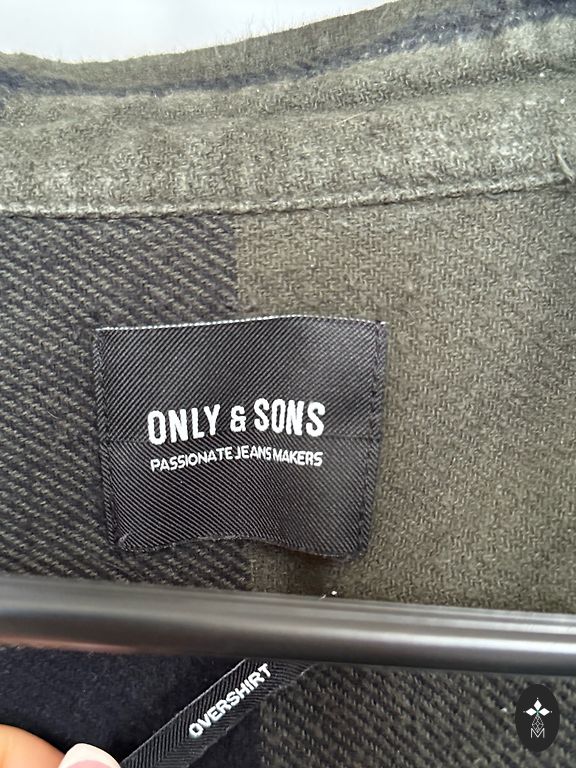 ONLY & SONS
PASSIONATE JEANS MAKERS
OVERSHIRT
M